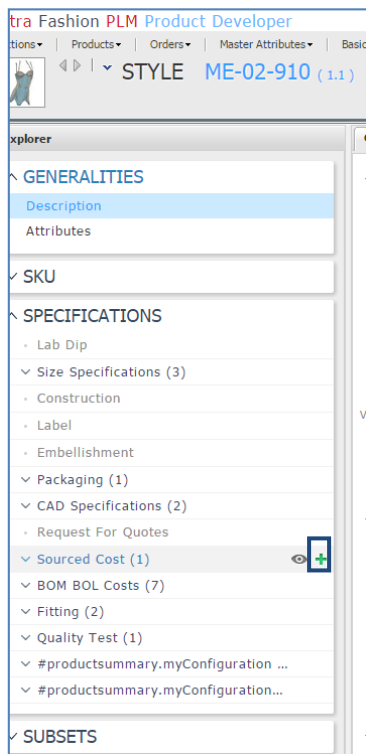 tra Fashion PLM Product Developer
tions Products Orders Master Attributes Basic
STYLE ME-02-910 (1.1)
xplorer
GENERALITIES
Description
Attributes
SKU
SPECIFICATIONS
Lab Dip
Size Specifications (3)
Construction
Label
Embellishment
Packaging (1)
CAD Specifications (2)
Request For Quotes
Sourced Cost (1)
BOM BOL Costs (7)
Fitting (2)
Quality Test (1)
#productsummary.myConfiguration ...
#productsummary.myConfiguration...
SUBSETS